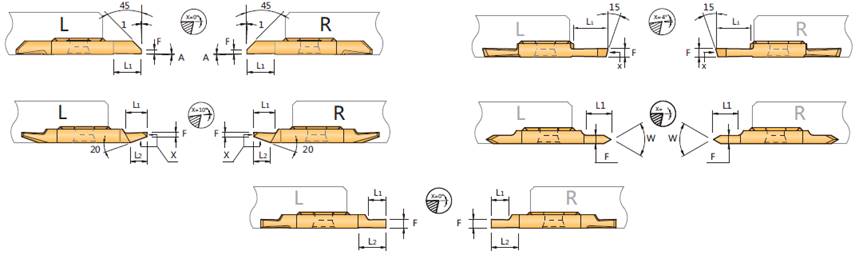 45 X=0° 45
1 L R 1
F A A F
L1 L1
15 X=4° 15
L1 L1
L R
F F
x x
L1 X=10° L1
L R
F F
20 L2 X X L2 20
L1 X= L1
L R
W W
F F
L1 X=0° L1
L R
F F
L2 L2